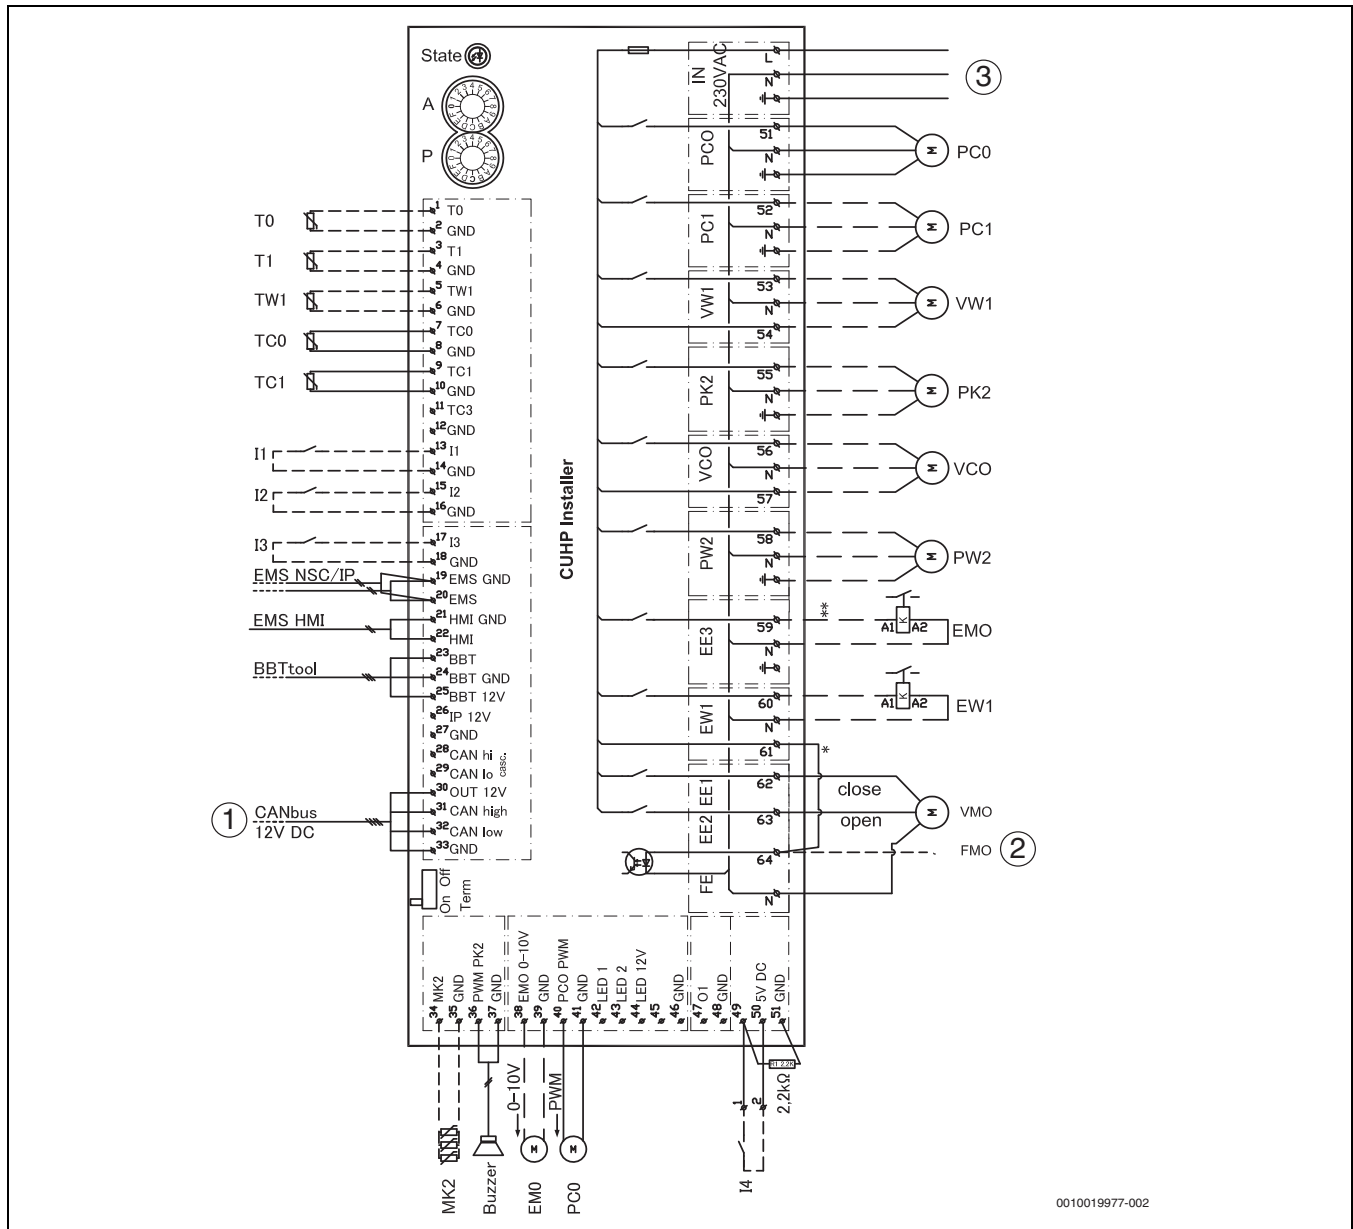 State
A
P
T0
T1
TW1
TC0
TC1
I1
I2
I3
EMS NSC/IP
EMS HMI
BBTtool
1 CANbus
12V DC
1 T0
2 GND
3 T1
4 GND
5 TW1
6 GND
7 TC0
8 GND
9 TC1
10 GND
11 TC3
12 GND
13 I1
14 GND
15 I2
16 GND
17 I3
18 GND
19 EMS GND
20 EMS
21 HMI GND
22 HMI
23 BBT
24 BBT GND
25 BBT 12V
26 IP 12V
27 GND
28 CAN hi
29 CAN lo
casc.
30 OUT 12V
31 CAN high
32 CAN low
33 GND
On Off
Term
CUHP Installer
IN
230VAC
L
N
3
PCO
51
N
M
PC0
PC1
52
N
M
PC1
VW1
53
N
54
M
VW1
PK2
55
N
M
PK2
VCO
56
N
57
M
VCO
PW2
58
N
M
PW2
EE3
59
N
**
A1 K A2
EMO
EW1
60
N
61
*
A1 K A2
EW1
EE1
62
close
EE2
63
open
M
VMO
FE
64
N
FMO 2
34 MK2
35 GND
36 PWM PK2
37 GND
38 EMO 0-10V
39 GND
40 PCO PWM
41 GND
42 LED 1
43 LED 2
44 LED 12V
45
46 GND
47 O1
48 GND
49
50 5V DC
51 GND
0-10V
PWM
M
M
R1 2.2K
2,2kΩ
1
2
MK2
Buzzer
EM0
PC0
I4
0010019977-002